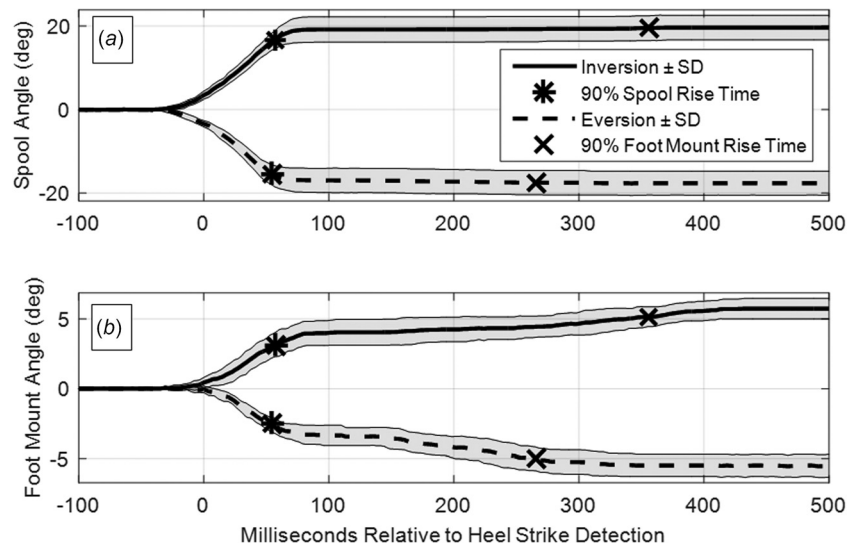 (a)
Spool Angle (deg)
20
0
-20
Inversion ± SD
90% Spool Rise Time
Eversion ± SD
90% Foot Mount Rise Time
-100 0 100 200 300 400 500
(b)
Foot Mount Angle (deg)
5
0
-5
-100 0 100 200 300 400 500
Milliseconds Relative to Heel Strike Detection